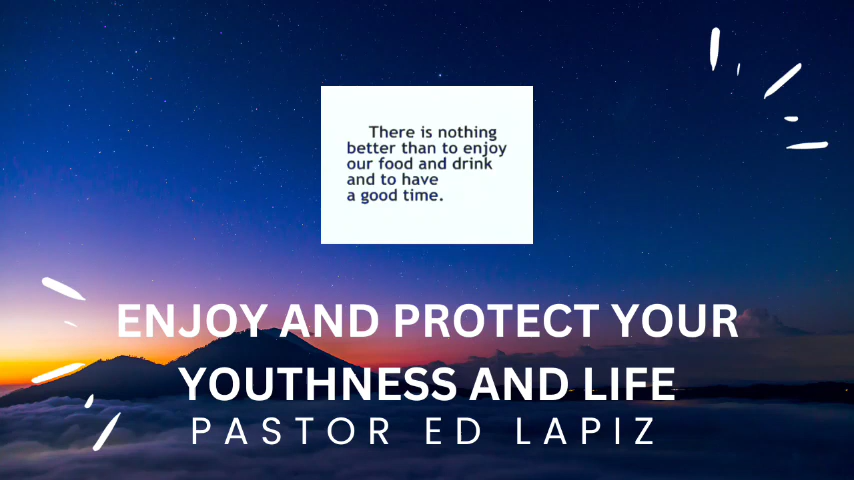 There is nothing
better than to enjoy
our food and drink
and to have
a good time.
ENJOY AND PROTECT YOUR
YOUTHNESS AND LIFE
PASTOR ED LAPIZ